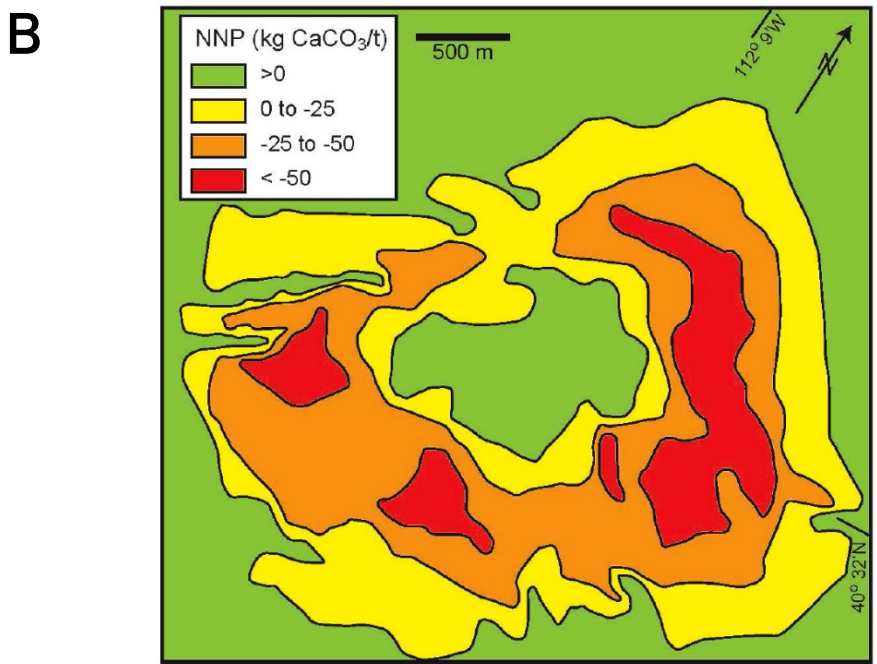 B
NNP (kg CaCO₃/t)
>0
0 to -25
-25 to -50
< -50
500 m
112° 9'W
N
40° 32'N